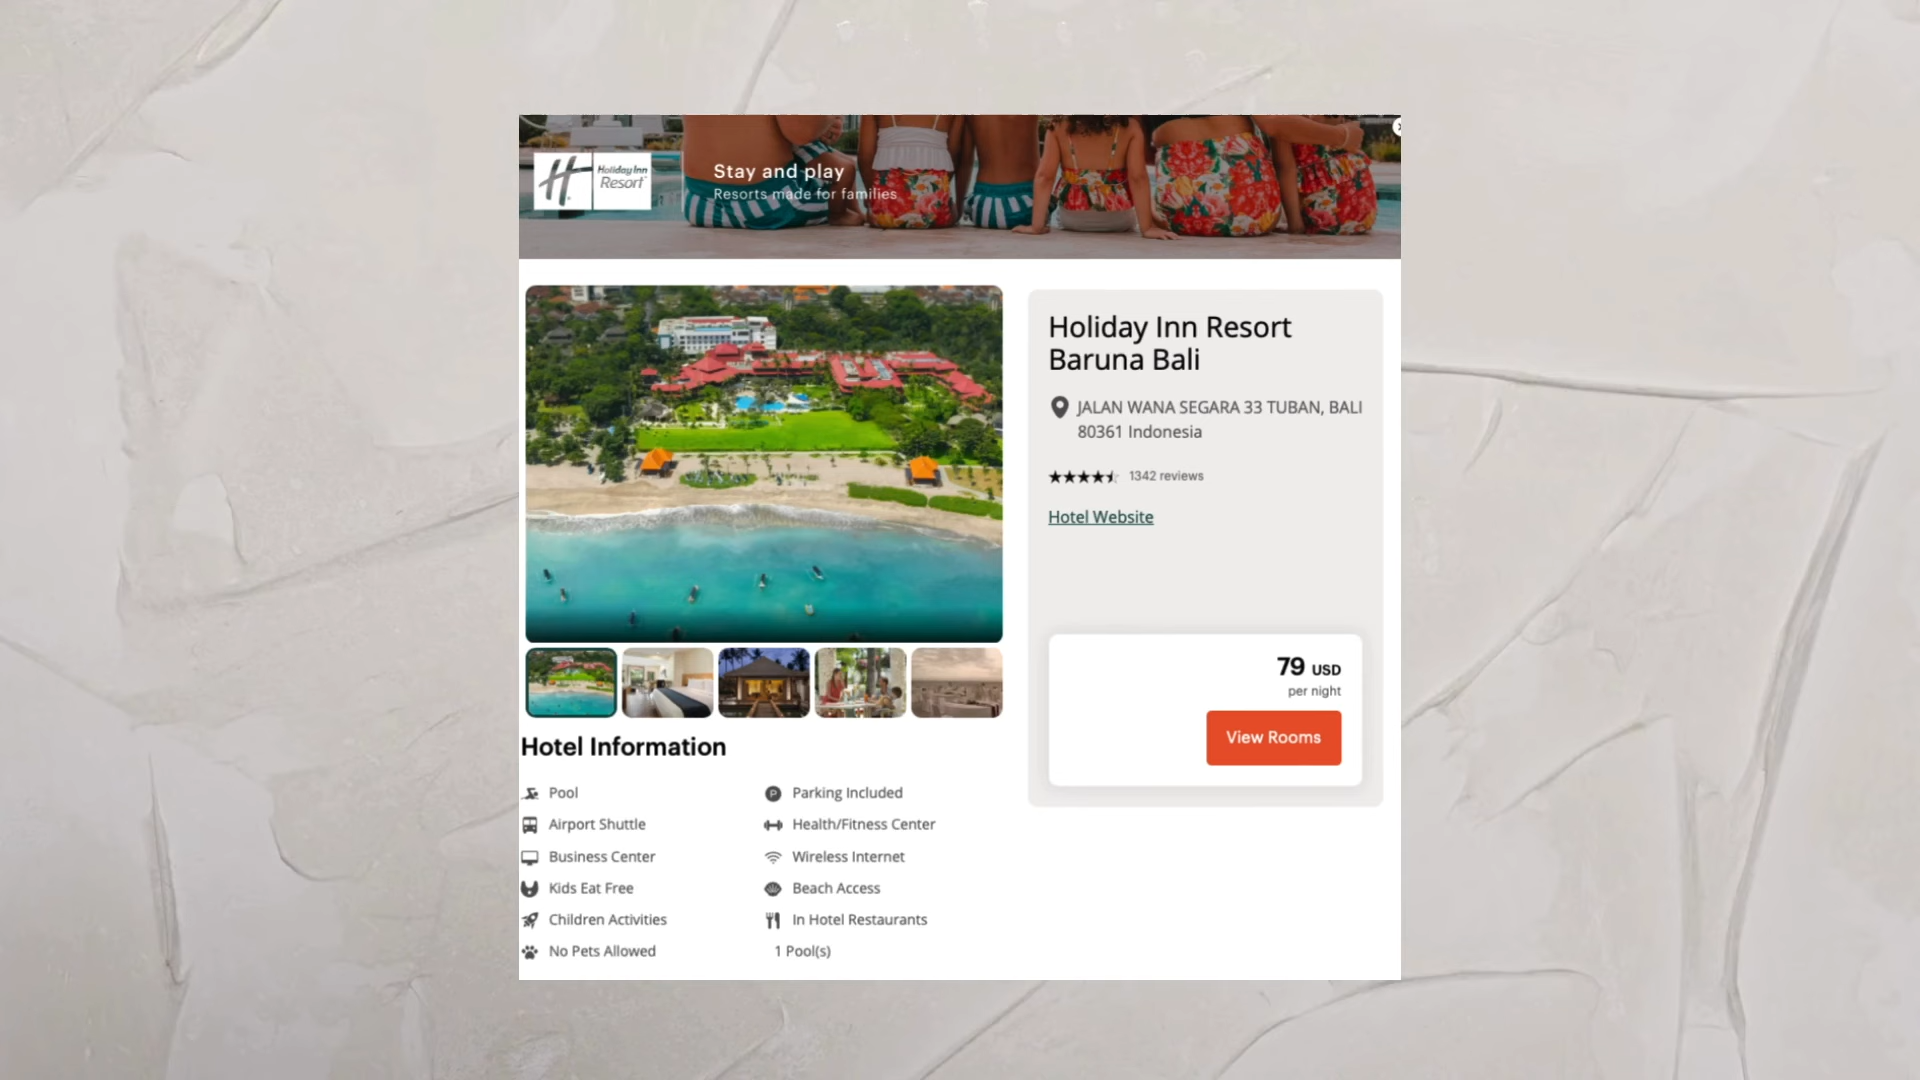 Holiday Inn
Resort
Stay and play
Resorts made for families
Holiday Inn Resort
Baruna Bali
JALAN WANA SEGARA 33 TUBAN, BALI
80361 Indonesia
1342 reviews
Hotel Website
79 USD
per night
View Rooms
Hotel Information
Pool
Parking Included
Airport Shuttle
Health/Fitness Center
Business Center
Wireless Internet
Kids Eat Free
Beach Access
Children Activities
In Hotel Restaurants
No Pets Allowed
1 Pool(s)